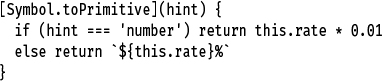 [Symbol.toPrimitive](hint) {
  if (hint === 'number') return this.rate * 0.01
  else return `${this.rate}%`
}